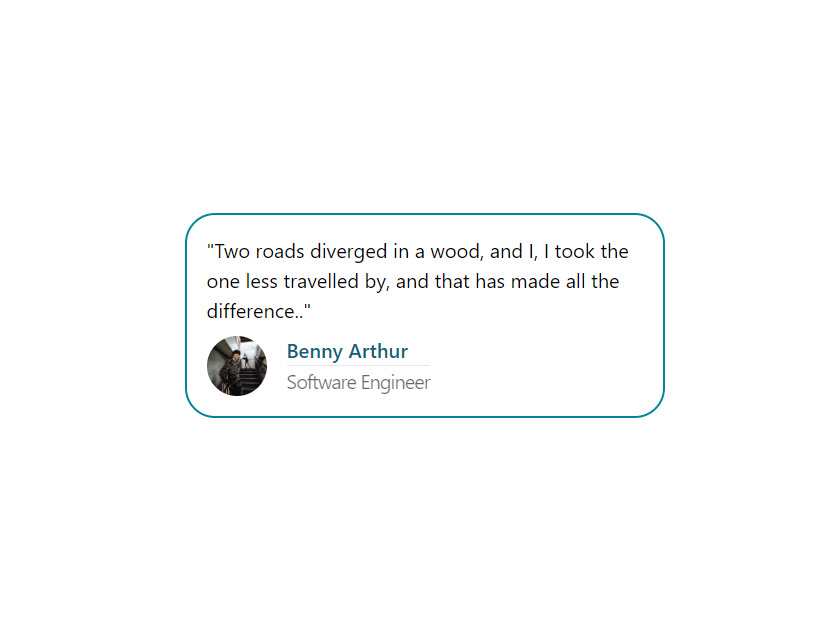 "Two roads diverged in a wood, and I, I took the
one less travelled by, and that has made all the
difference.."
Benny Arthur
Software Engineer